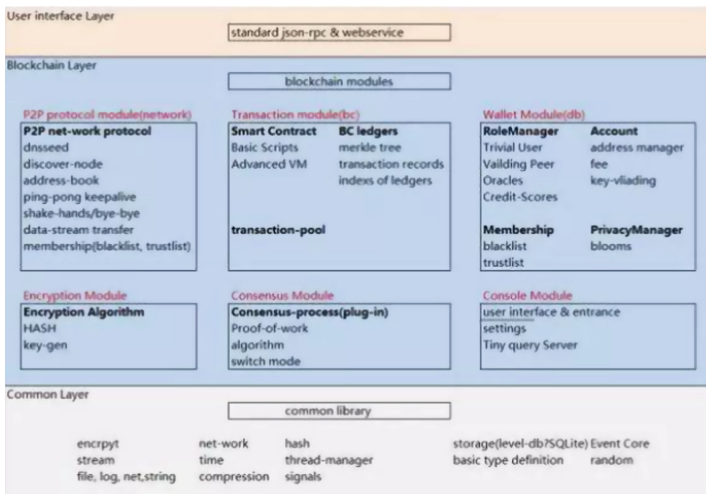 User interface Layer
standard json-rpc & webservice
Blockchain Layer
blockchain modules
P2P protocol module(network)
P2P net-work protocol
dnsseed
discover-node
address-book
ping-pong keepalive
shake-hands/bye-bye
data-stream transfer
membership(blacklist, trustlist)
Transaction module(bc)
Smart Contract BC ledgers
Basic Scripts merkle tree
Advanced VM transaction records
indexs of ledgers
transaction-pool
Wallet Module(db)
RoleManager Account
Trivial User address manager
Vailding Peer fee
Oracles key-vliading
Credit-Scores
Membership PrivacyManager
blacklist blooms
trustlist
Encryption Module
Encryption Algorithm
HASH
key-gen
Consensus Module
Consensus-process(plug-in)
Proof-of-work
algorithm
switch mode
Console Module
user interface & entrance
settings
Tiny query Server
Common Layer
common library
encrpyt net-work hash storage(level-db?SQLite) Event Core
stream time thread-manager basic type definition random
file, log, net,string compression signals